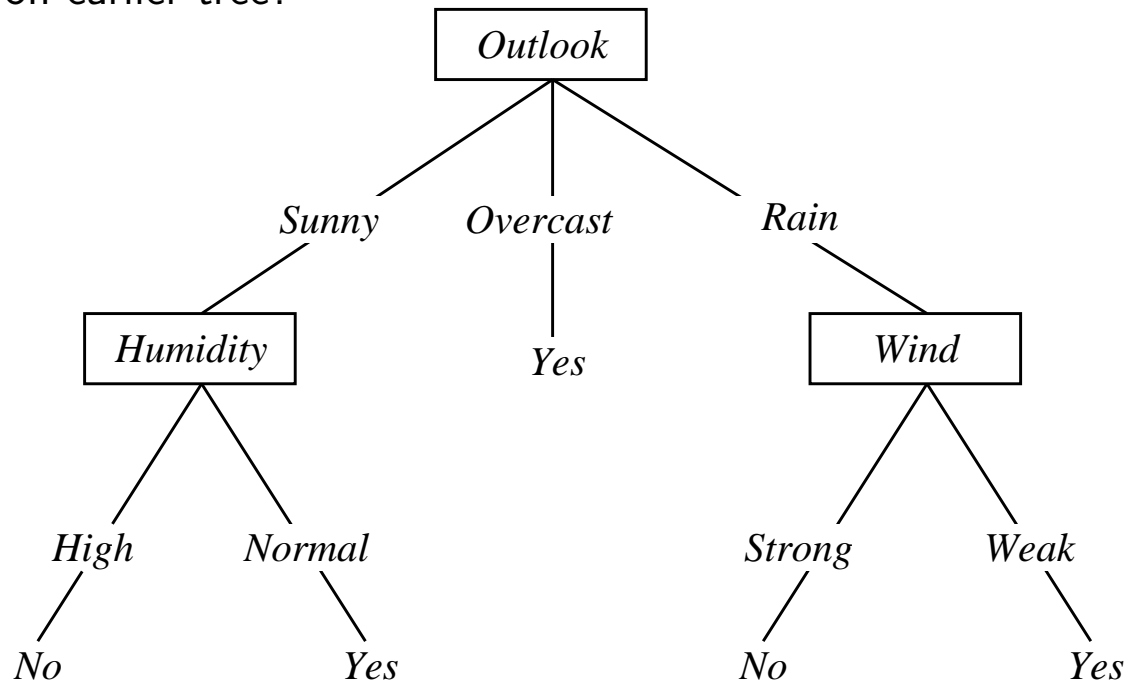 on earlier tree?
Outlook
Sunny Overcast Rain
Humidity Yes Wind
High Normal Strong Weak
No Yes No Yes